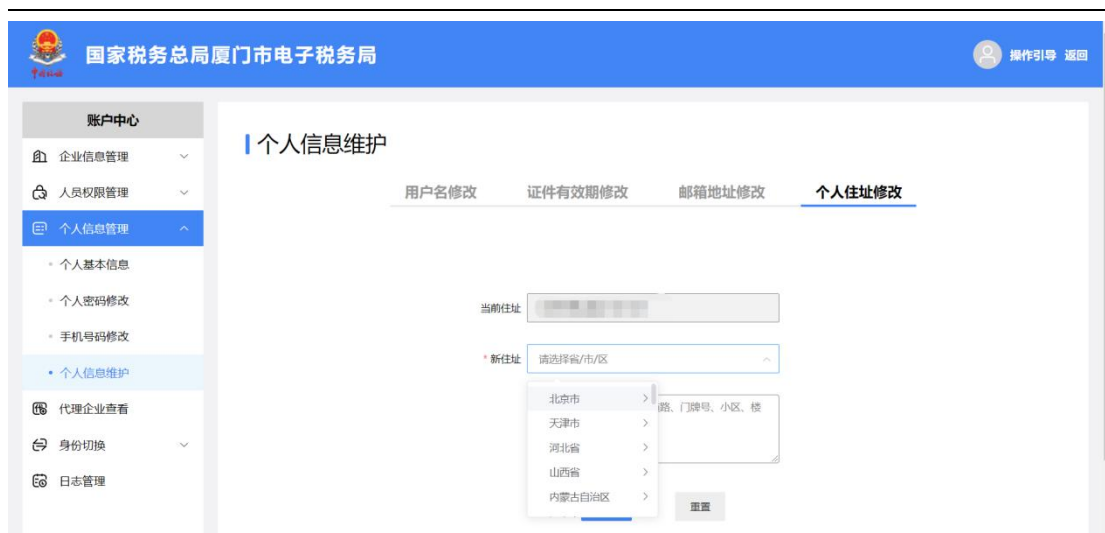 国家税务总局厦门市电子税务局
操作引导 返回
账户中心
企业信息管理
人员权限管理
个人信息管理
个人基本信息
个人密码修改
手机号码修改
个人信息维护
代理企业查看
身份切换
日志管理
个人信息维护
用户名修改 证件有效期修改 邮箱地址修改 个人住址修改
当前住址
* 新住址 请选择省/市/区
路、门牌号、小区、楼
北京市
天津市
河北省
山西省
内蒙古自治区
重置